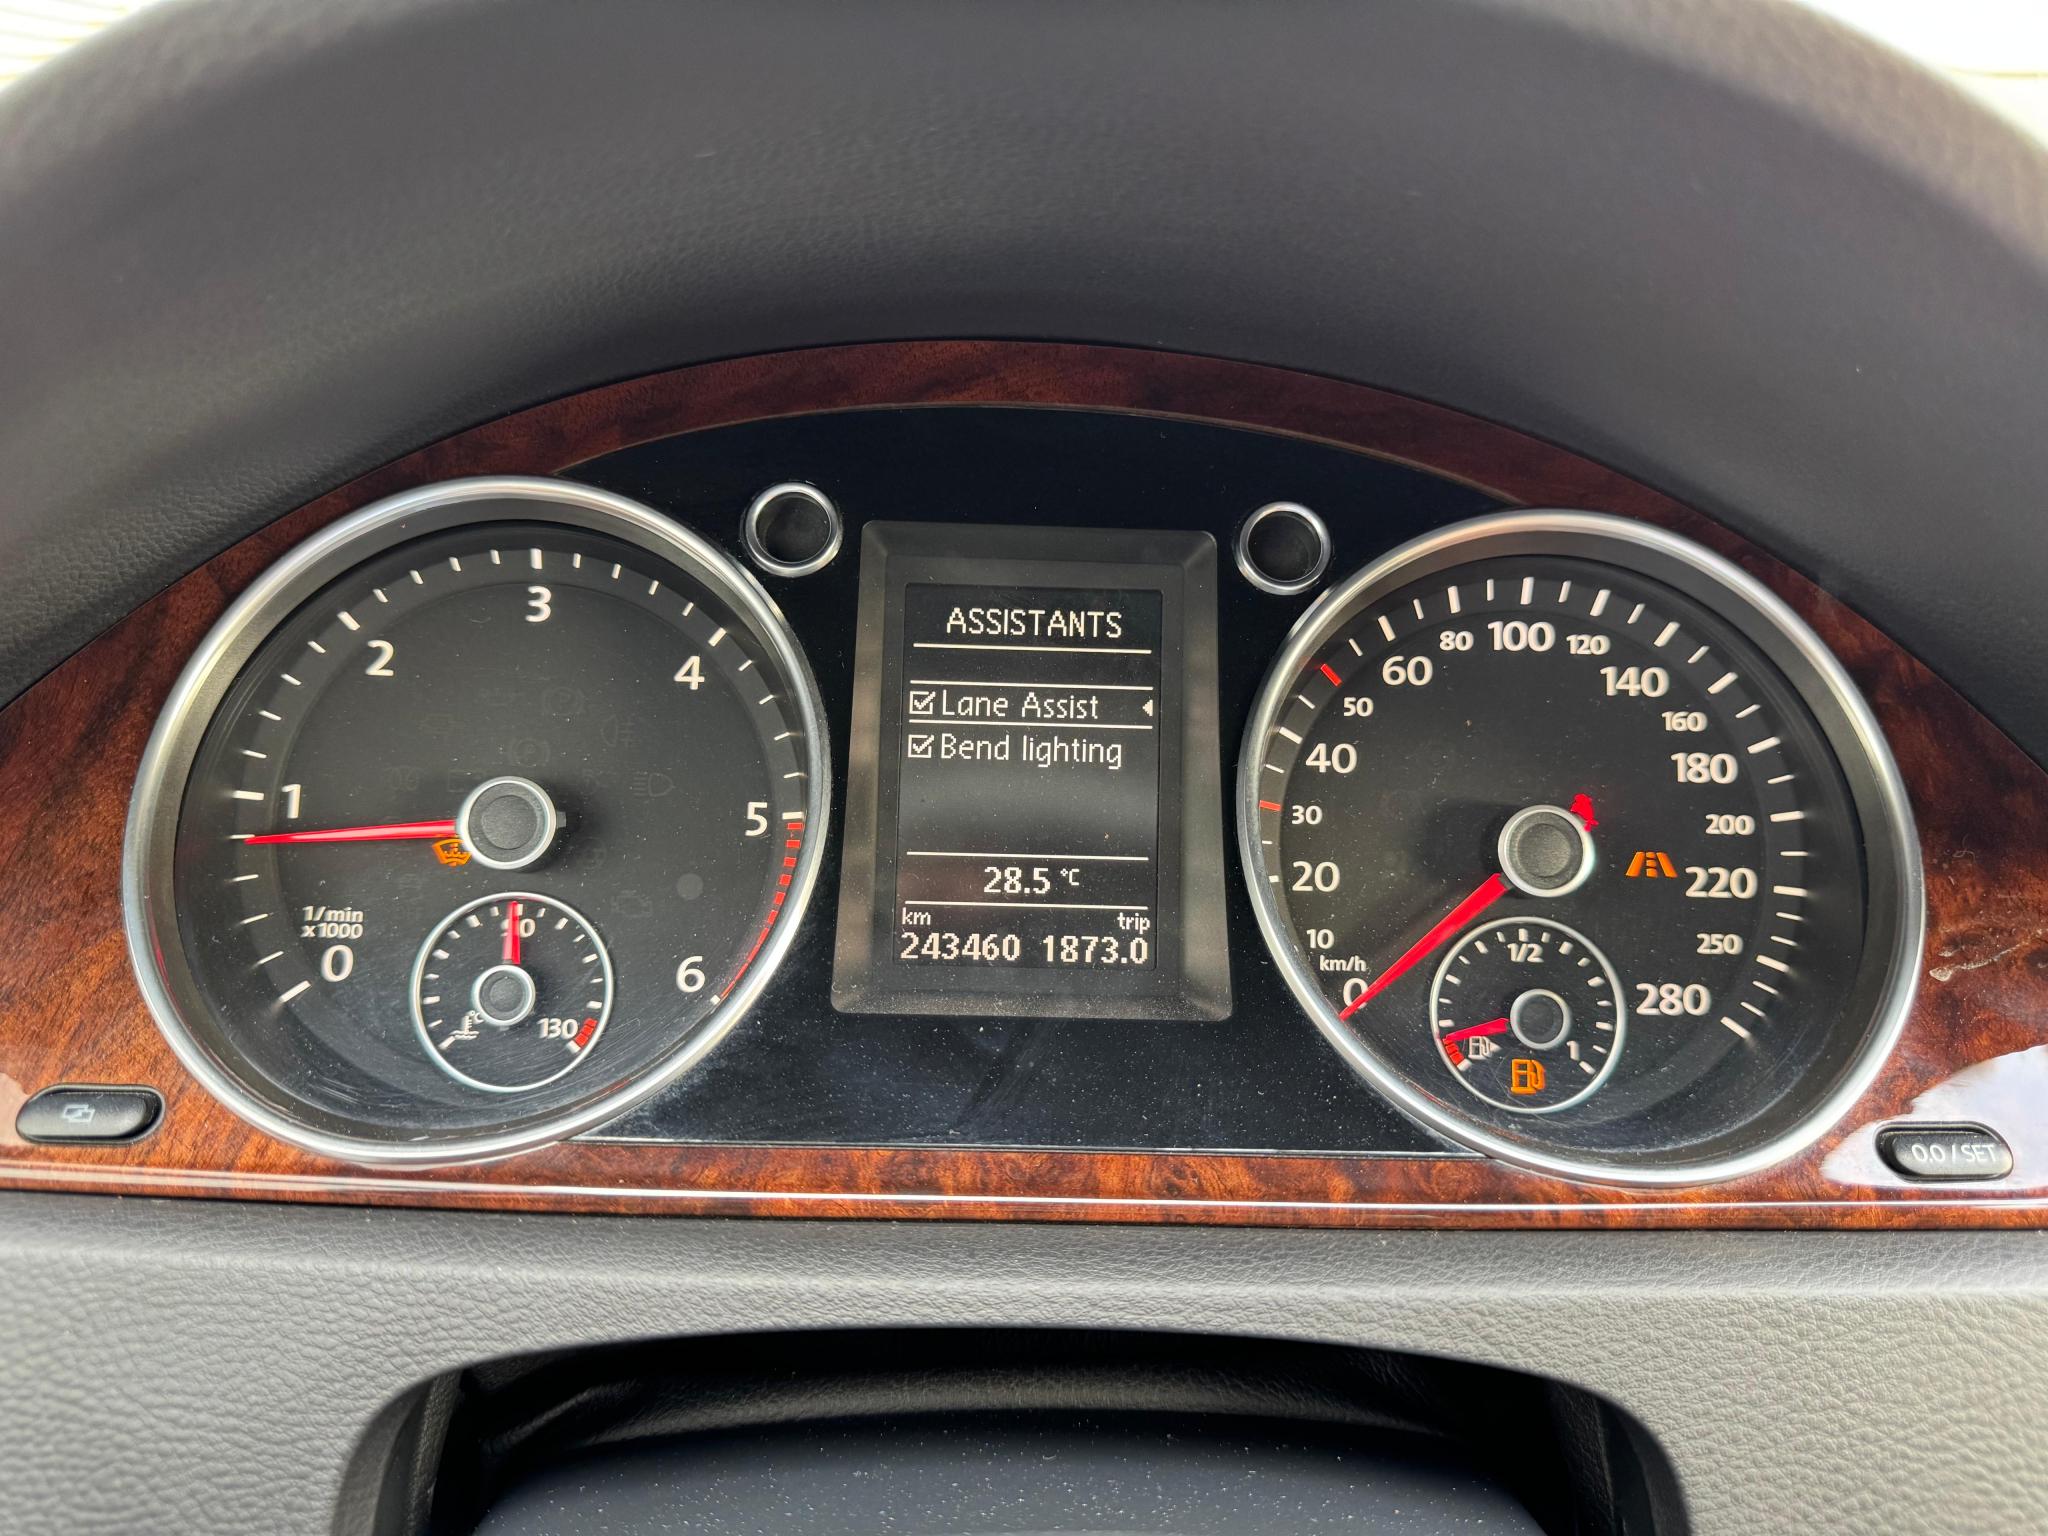 1/min
x1000
0
1
2
3
4
5
6
90
130
°C
ASSISTANTS
Lane Assist
Bend lighting
28.5 °C
km trip
243460 1873.0
0
km/h
10
20
30
40
50
60
80
100
120
140
160
180
200
220
250
280
1/2
1
0.0 / SET